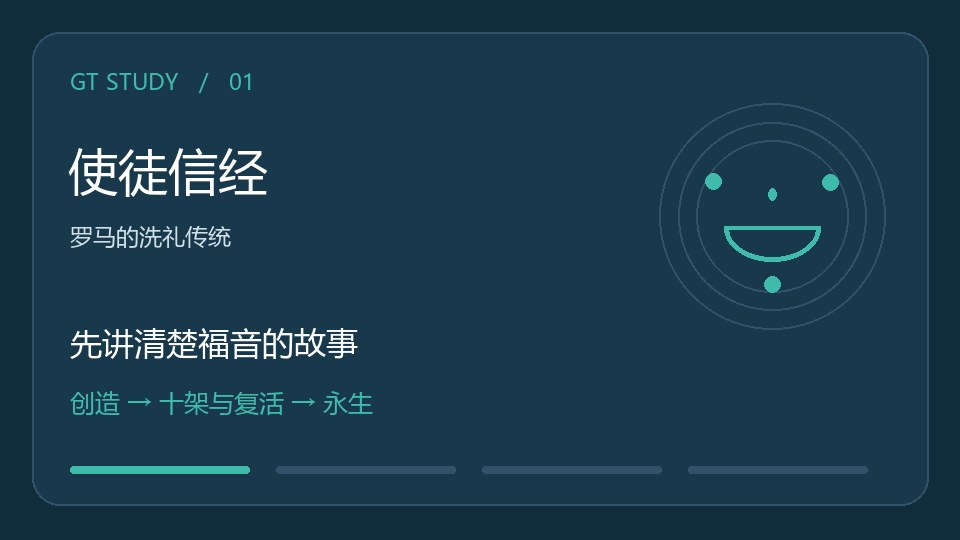 GT STUDY / 01
使徒信经
罗马的洗礼传统
先讲清楚福音的故事
创造 → 十架与复活 → 永生